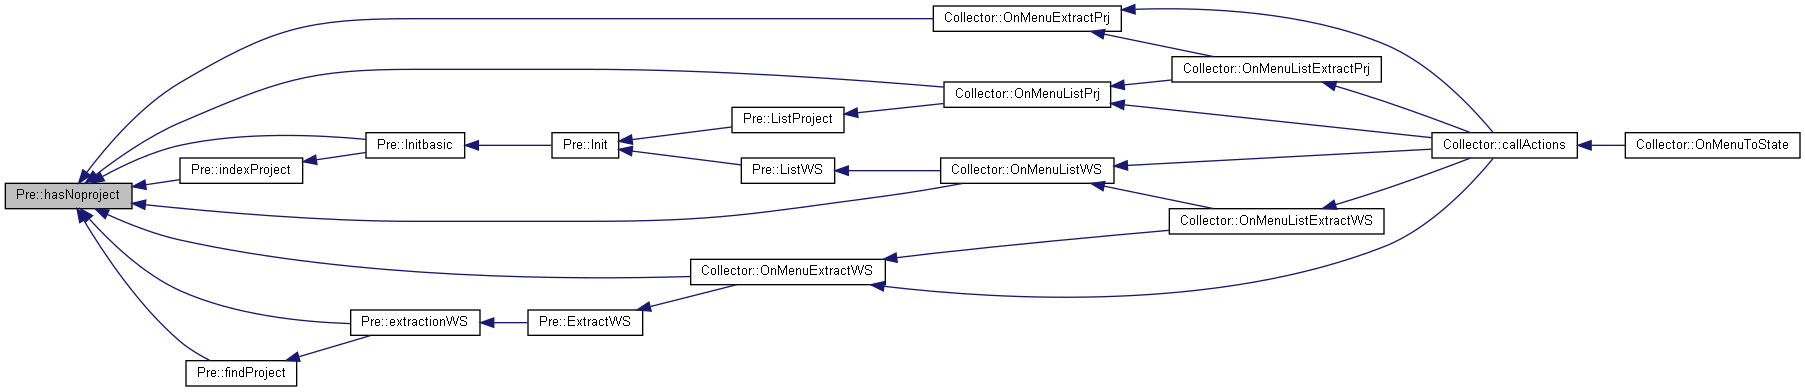 Collector::OnMenuExtractPrj
Collector::OnMenuListExtractPrj
Collector::OnMenuListPrj
Pre::ListProject
Pre::Initbasic
Pre::Init
Collector::callActions
Collector::OnMenuToState
Pre::indexProject
Pre::ListWS
Collector::OnMenuListWS
Pre::hasNoproject
Collector::OnMenuListExtractWS
Collector::OnMenuExtractWS
Pre::extractionWS
Pre::ExtractWS
Pre::findProject